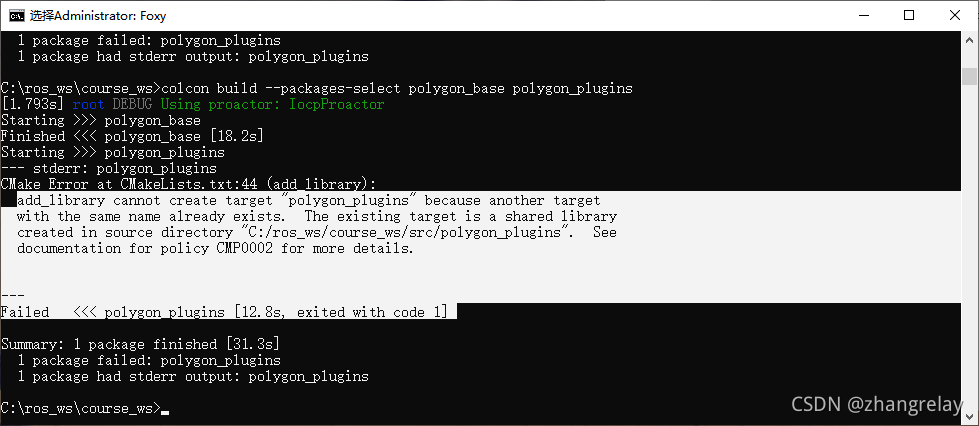 选择Administrator: Foxy
1 package failed: polygon_plugins
1 package had stderr output: polygon_plugins
C:\ros_ws\course_ws>colcon build --packages-select polygon_base polygon_plugins
[1.793s] root DEBUG Using proactor: IocpProactor
Starting >>> polygon_base
Finished <<< polygon_base [18.2s]
Starting >>> polygon_plugins
--- stderr: polygon_plugins
CMake Error at CMakeLists.txt:44 (add_library):
add_library cannot create target "polygon_plugins" because another target
with the same name already exists.  The existing target is a shared library
created in source directory "C:/ros_ws/course_ws/src/polygon_plugins".  See
documentation for policy CMP0002 for more details.
---
Failed   <<< polygon_plugins [12.8s, exited with code 1]
Summary: 1 package finished [31.3s]
1 package failed: polygon_plugins
1 package had stderr output: polygon_plugins
C:\ros_ws\course_ws>
CSDN @zhangrelay